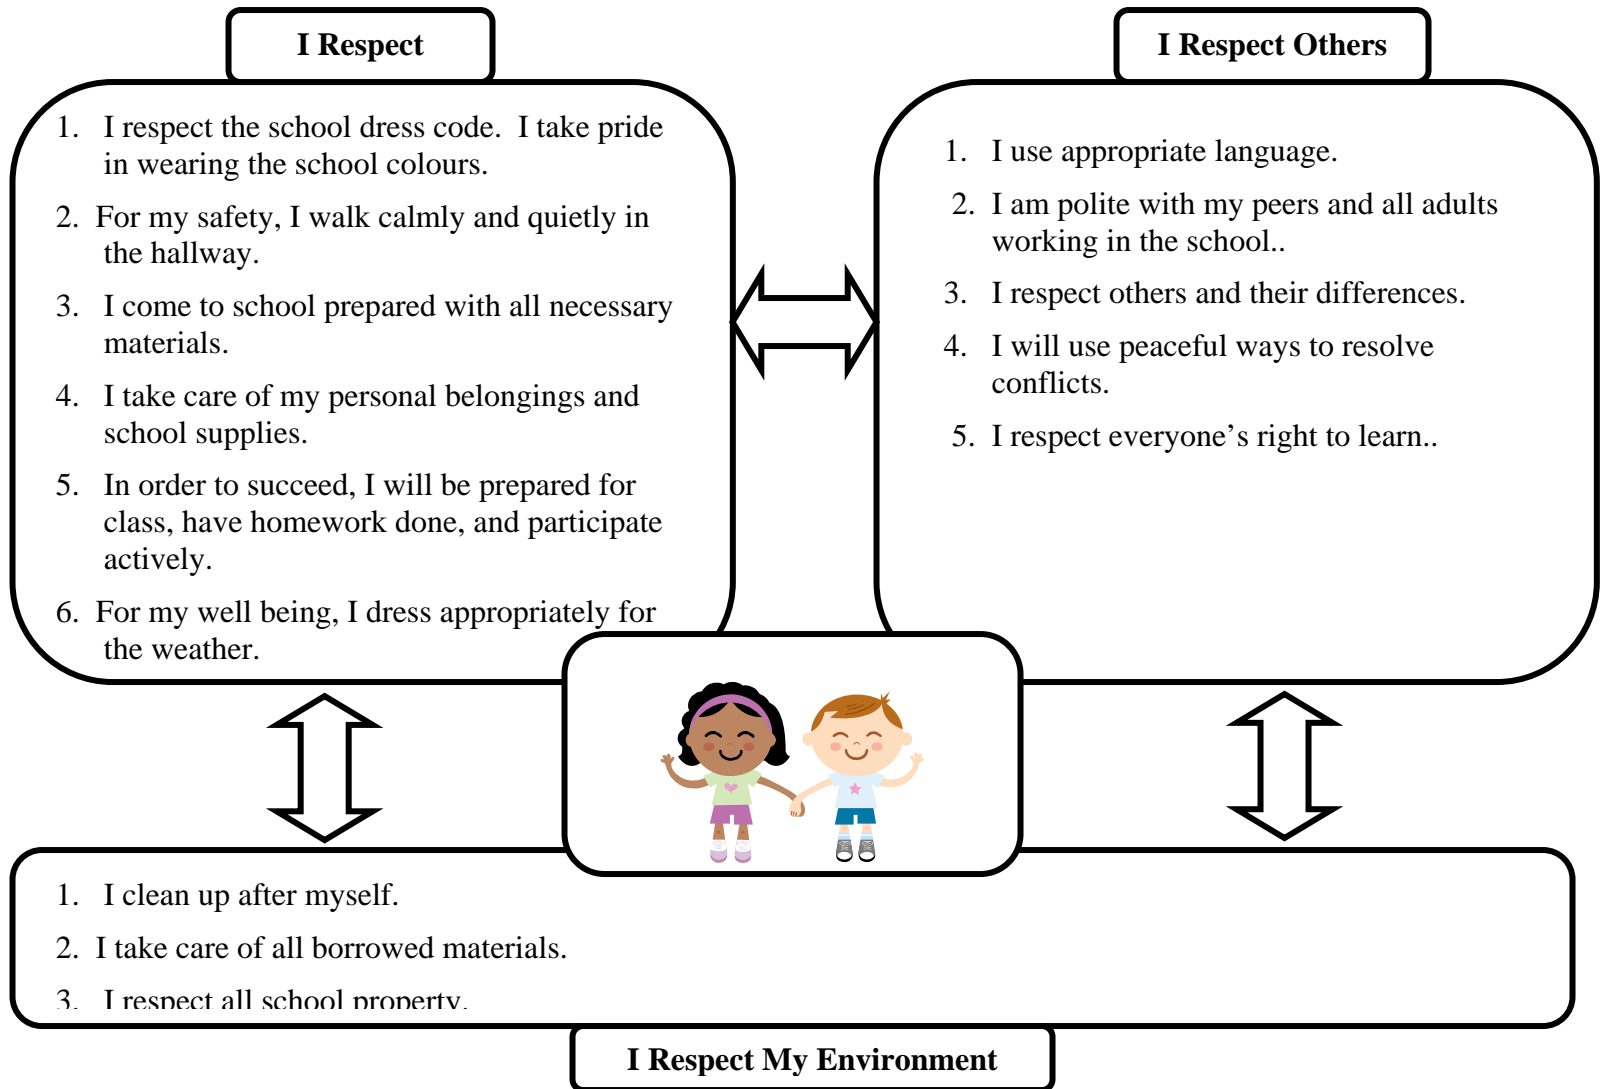 I Respect
1. I respect the school dress code. I take pride
in wearing the school colours.
2. For my safety, I walk calmly and quietly in
the hallway.
3. I come to school prepared with all necessary
materials.
4. I take care of my personal belongings and
school supplies.
5. In order to succeed, I will be prepared for
class, have homework done, and participate
actively.
6. For my well being, I dress appropriately for
the weather.
I Respect Others
1. I use appropriate language.
2. I am polite with my peers and all adults
working in the school..
3. I respect others and their differences.
4. I will use peaceful ways to resolve
conflicts.
5. I respect everyone’s right to learn..
1. I clean up after myself.
2. I take care of all borrowed materials.
3. I respect all school property.
I Respect My Environment